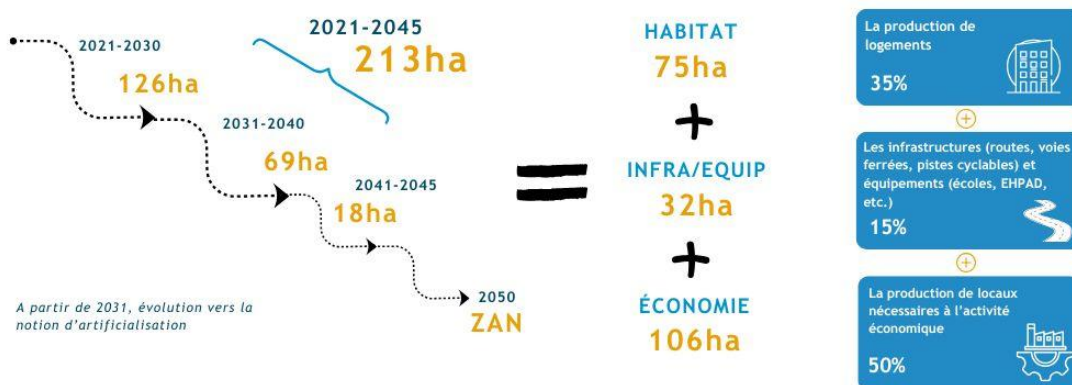 2021-2030
126ha
2031-2040
69ha
2041-2045
18ha
2050
ZAN
A partir de 2031, évolution vers la
notion d'artificialisation
2021-2045
213ha
=
HABITAT
75ha
+
INFRA/EQUIP
32ha
+
ÉCONOMIE
106ha
La production de
logements
35%
+
Les infrastructures (routes, voies
ferrées, pistes cyclables) et
équipements (écoles, EHPAD,
etc.)
15%
+
La production de locaux
nécessaires à l'activité
économique
50%